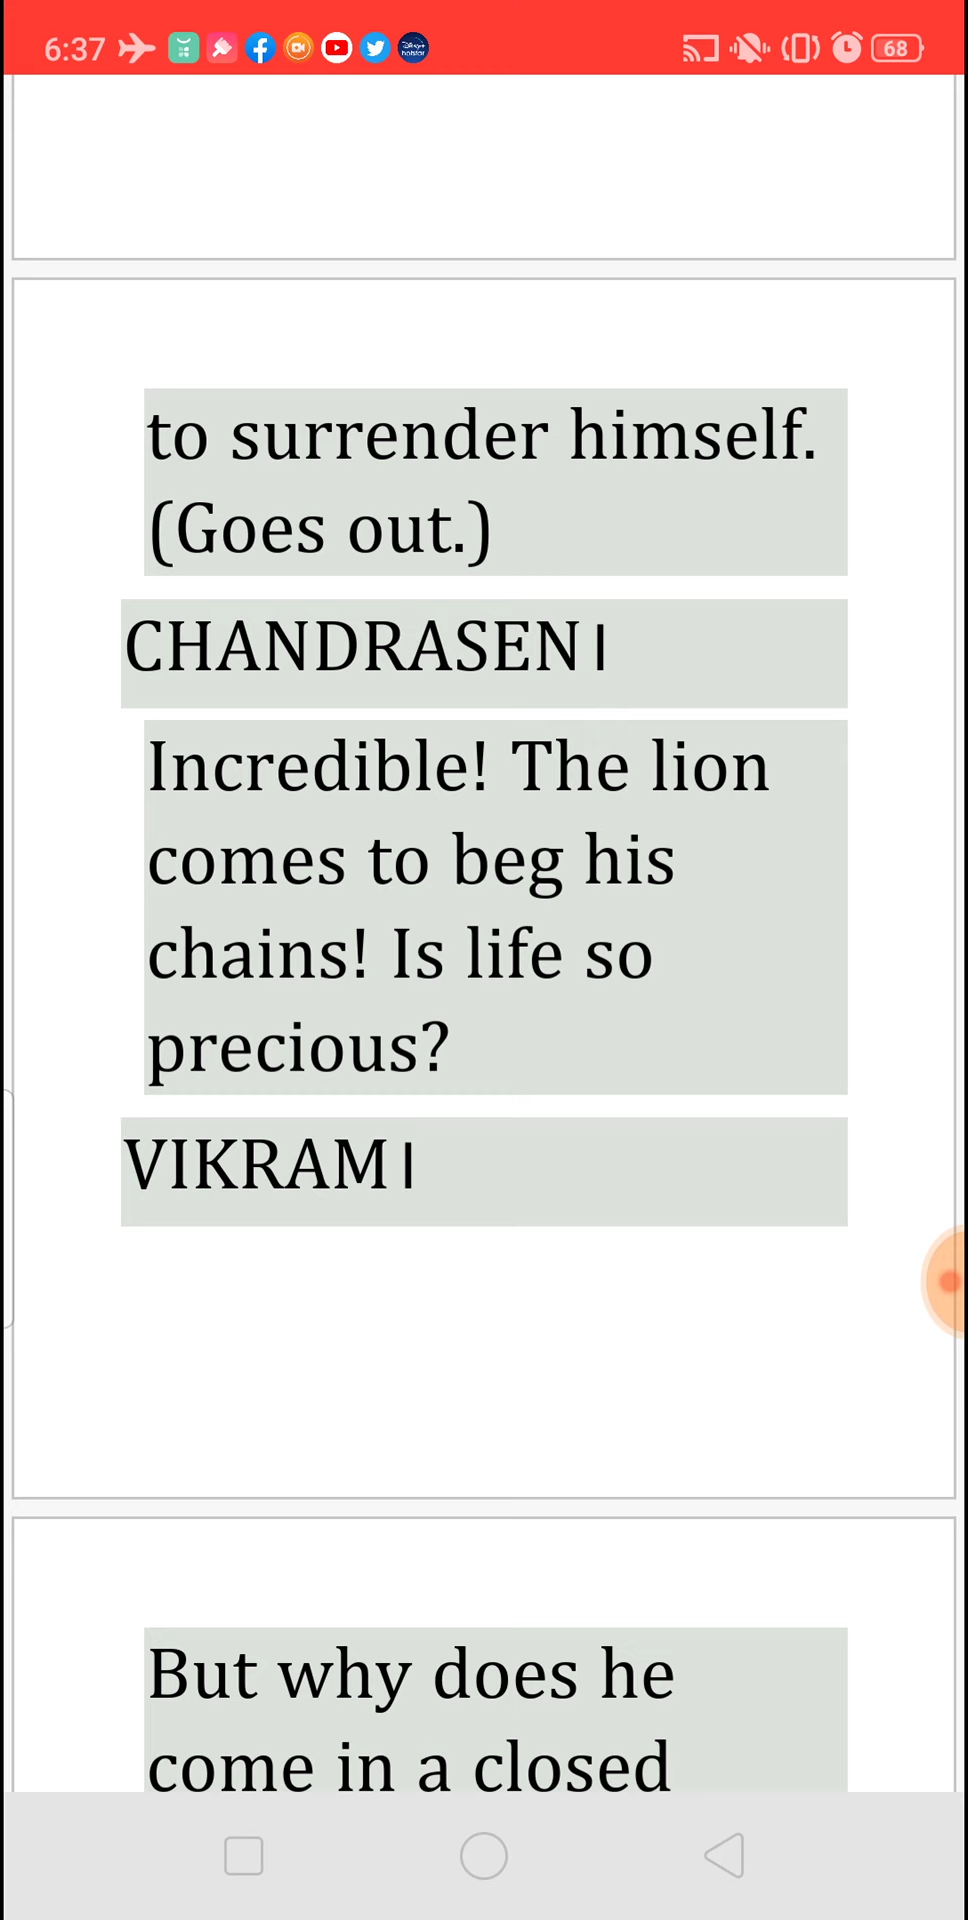 6:37 68
to surrender himself.
(Goes out.)
CHANDRASEN।
Incredible! The lion
comes to beg his
chains! Is life so
precious?
VIKRAM।
But why does he
come in a closed